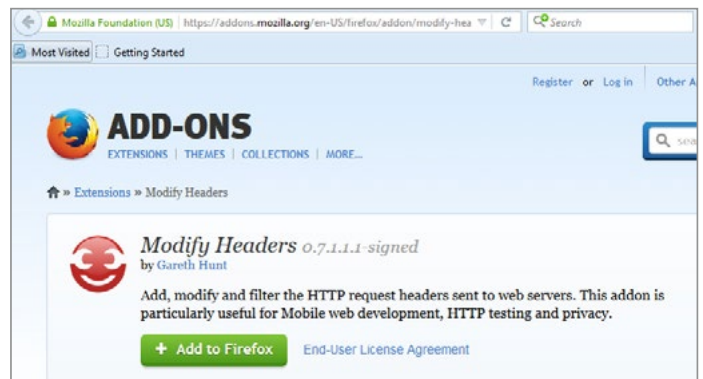 Mozilla Foundation (US) https://addons.mozilla.org/en-US/firefox/addon/modify-hea Search
Most Visited Getting Started
Register or Log in Other A
ADD-ONS
EXTENSIONS | THEMES | COLLECTIONS | MORE...
sea
» Extensions » Modify Headers
Modify Headers 0.7.1.1.1-signed
by Gareth Hunt
Add, modify and filter the HTTP request headers sent to web servers. This addon is
particularly useful for Mobile web development, HTTP testing and privacy.
+ Add to Firefox End-User License Agreement